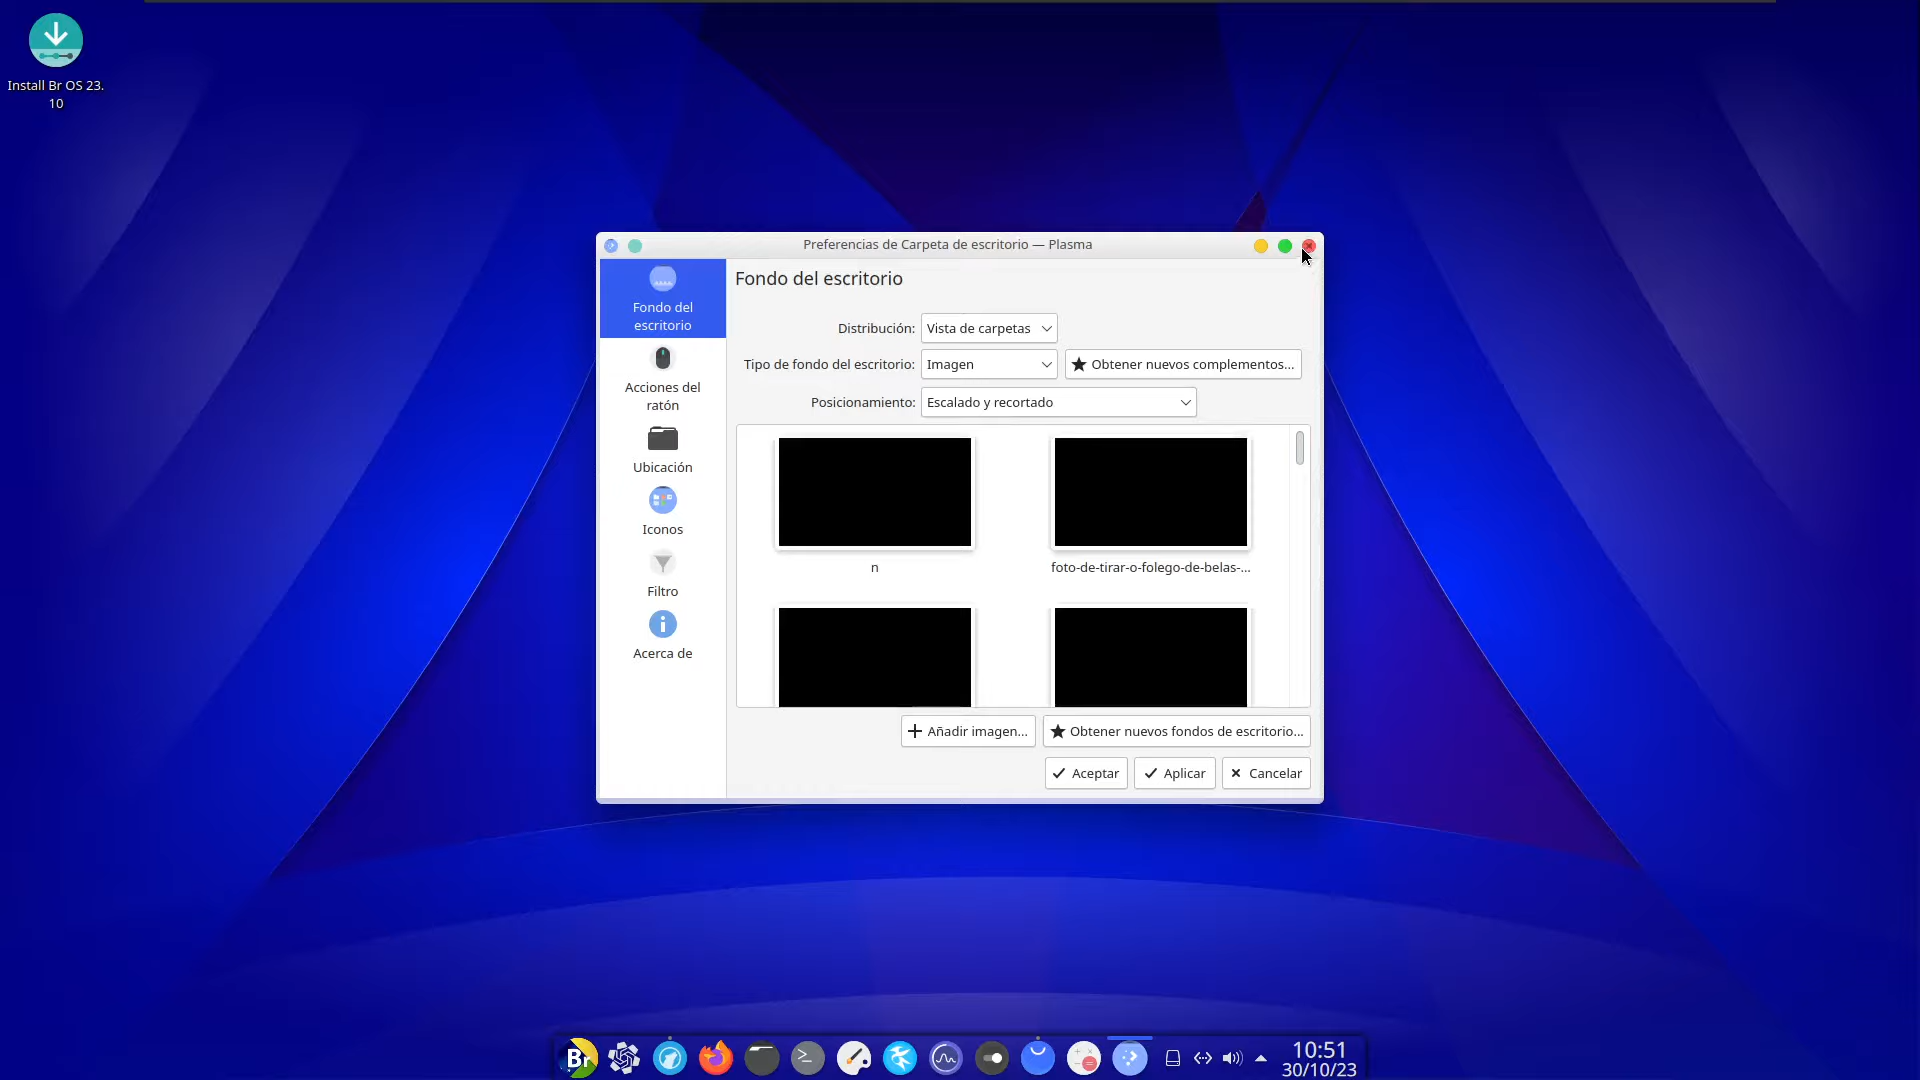 Install Br OS 23.
10
Preferencias de Carpeta de escritorio — Plasma
Fondo del
escritorio
Acciones del
ratón
Ubicación
Iconos
Filtro
Acerca de
Fondo del escritorio
Distribución: Vista de carpetas
Tipo de fondo del escritorio: Imagen Obtener nuevos complementos...
Posicionamiento: Escalado y recortado
n
foto-de-tirar-o-folego-de-belas-...
Añadir imagen... Obtener nuevos fondos de escritorio...
Aceptar Aplicar Cancelar
Br
10:51
30/10/23